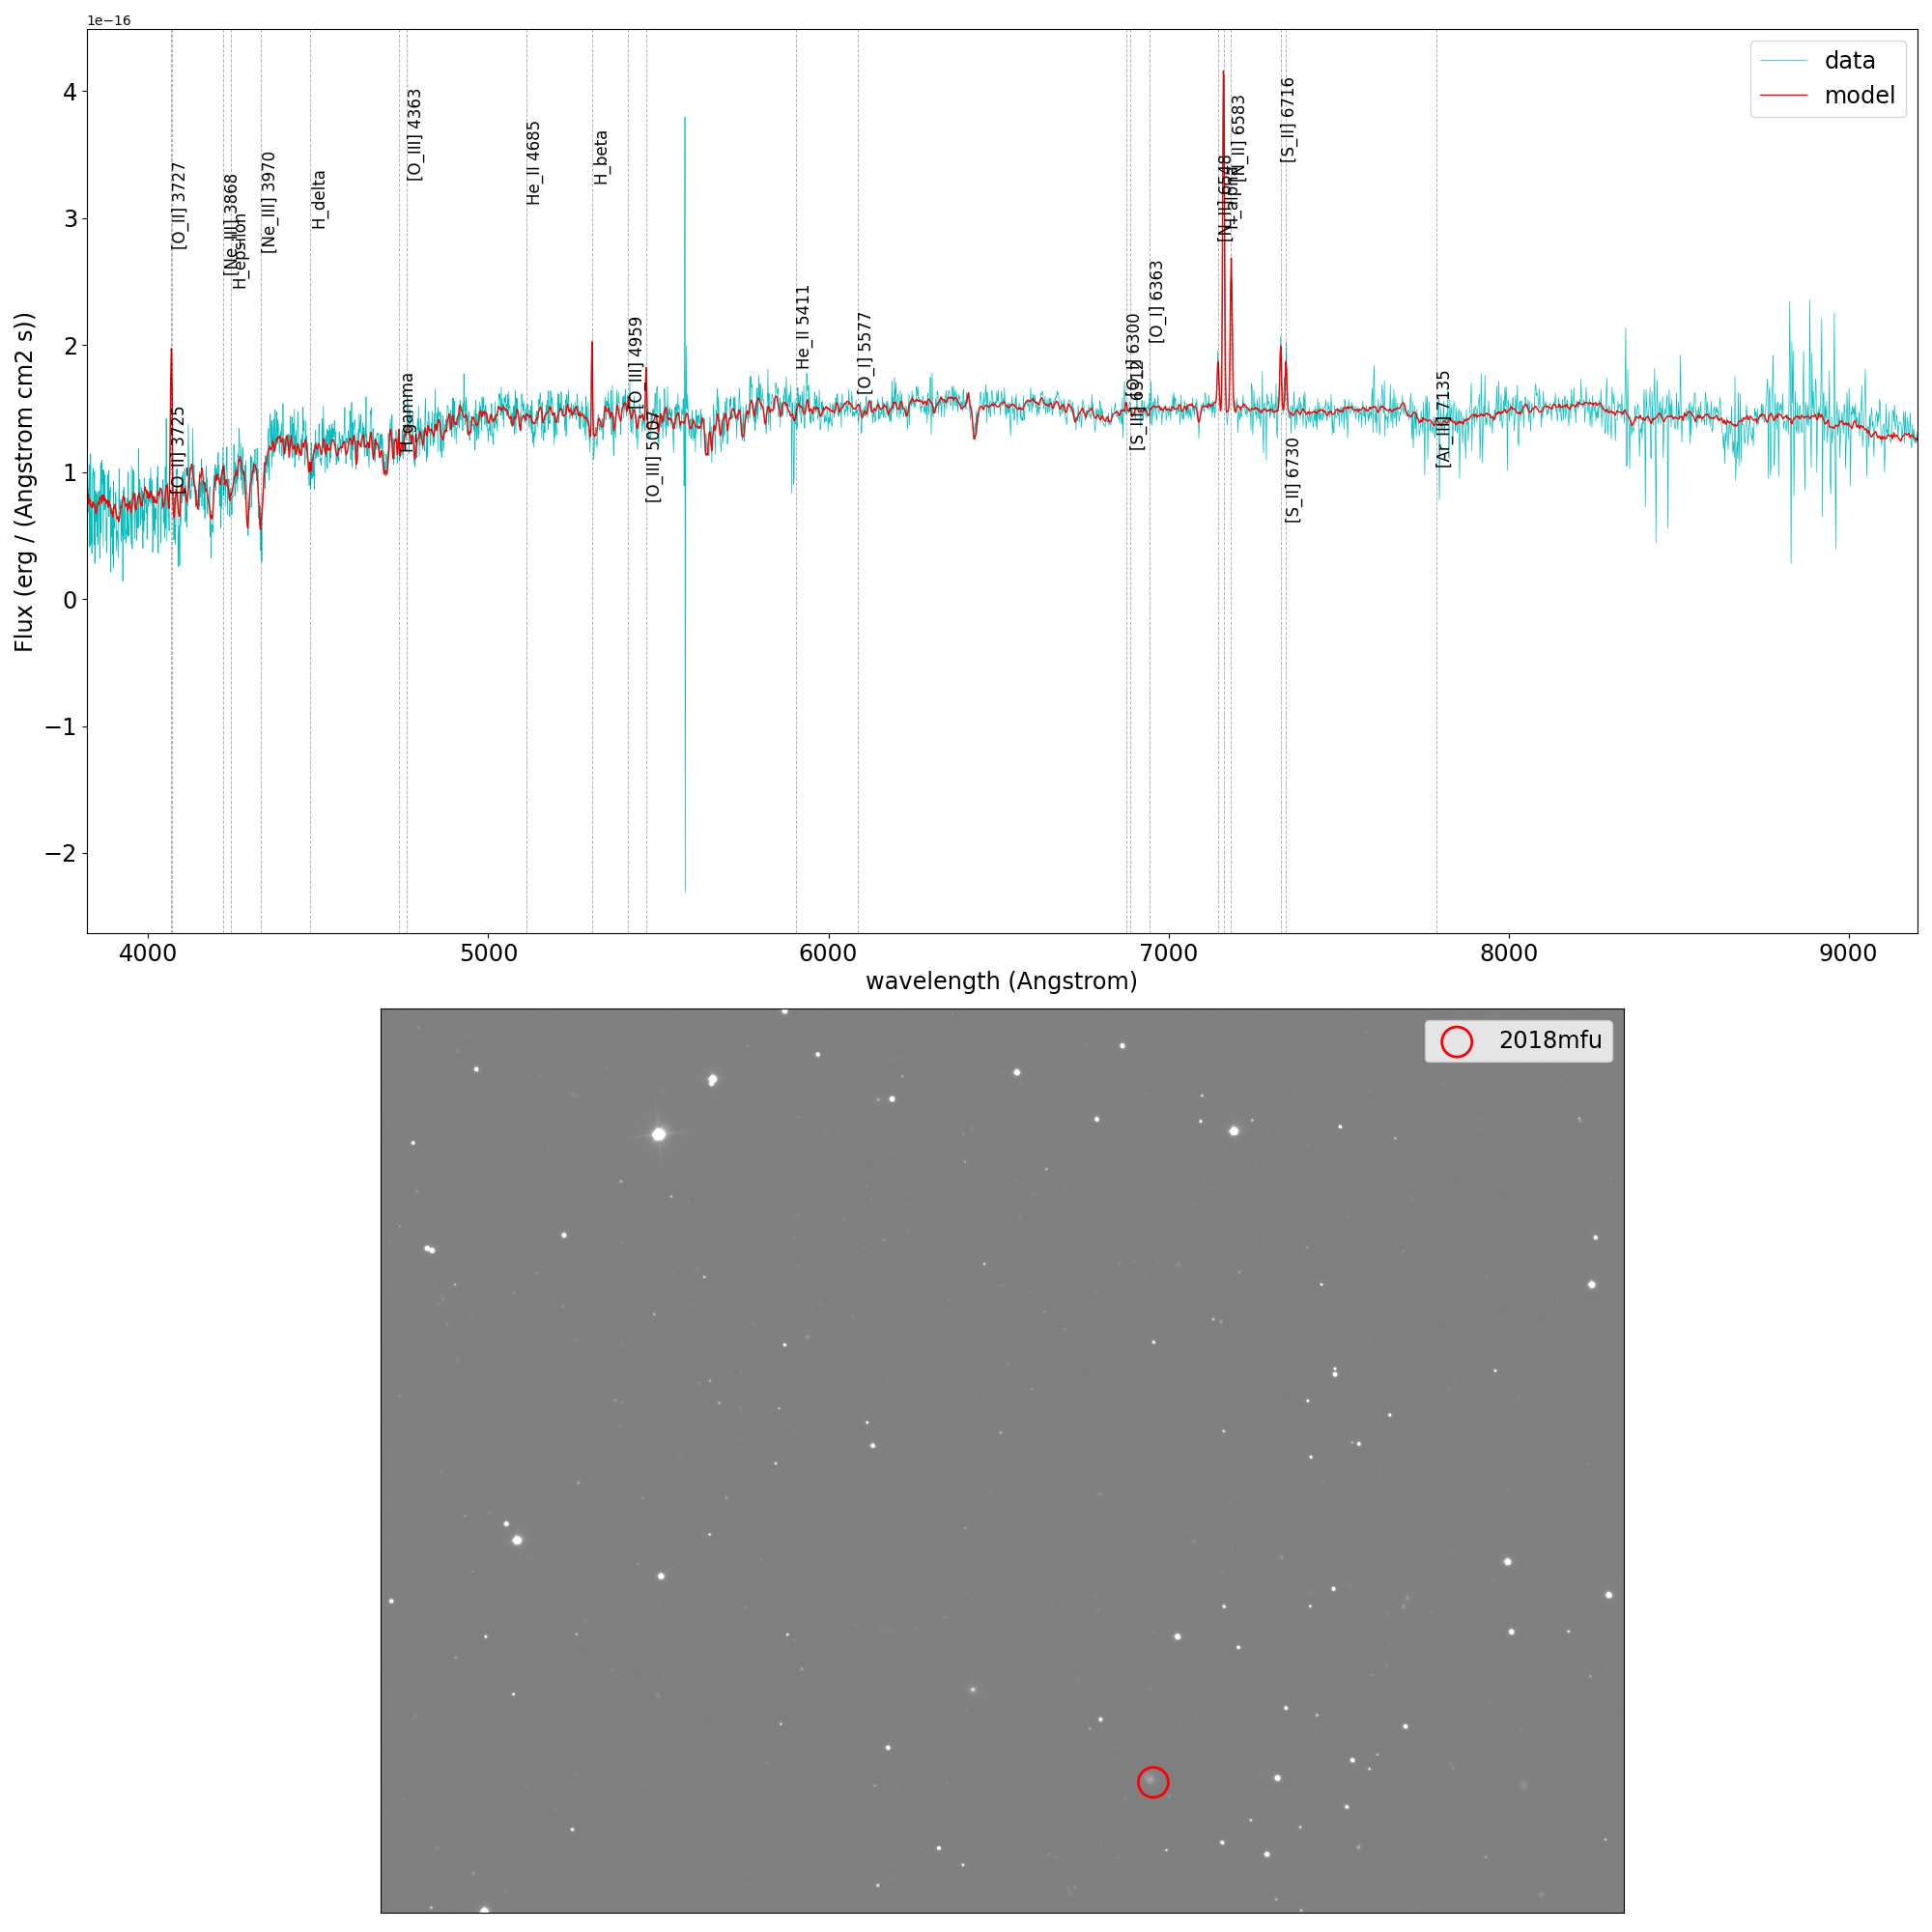 1e−16
data
model
4
3
2
1
0
−1
−2
Flux (erg / (Angstrom cm2 s))
[O_II] 3725
[O_II] 3727
[Ne_III] 3868
H_epsilon
[Ne_III] 3970
H_delta
H_gamma
[O_III] 4363
He_II 4685
H_beta
[O_III] 4959
[O_III] 5007
He_II 5411
[O_I] 5577
[O_I] 6300
[S_III] 6312
[O_I] 6363
[N_II] 6548
H_alpha
[N_II] 6583
[S_II] 6716
[S_II] 6730
[Ar_III] 7135
4000 5000 6000 7000 8000 9000
wavelength (Angstrom)
2018mfu